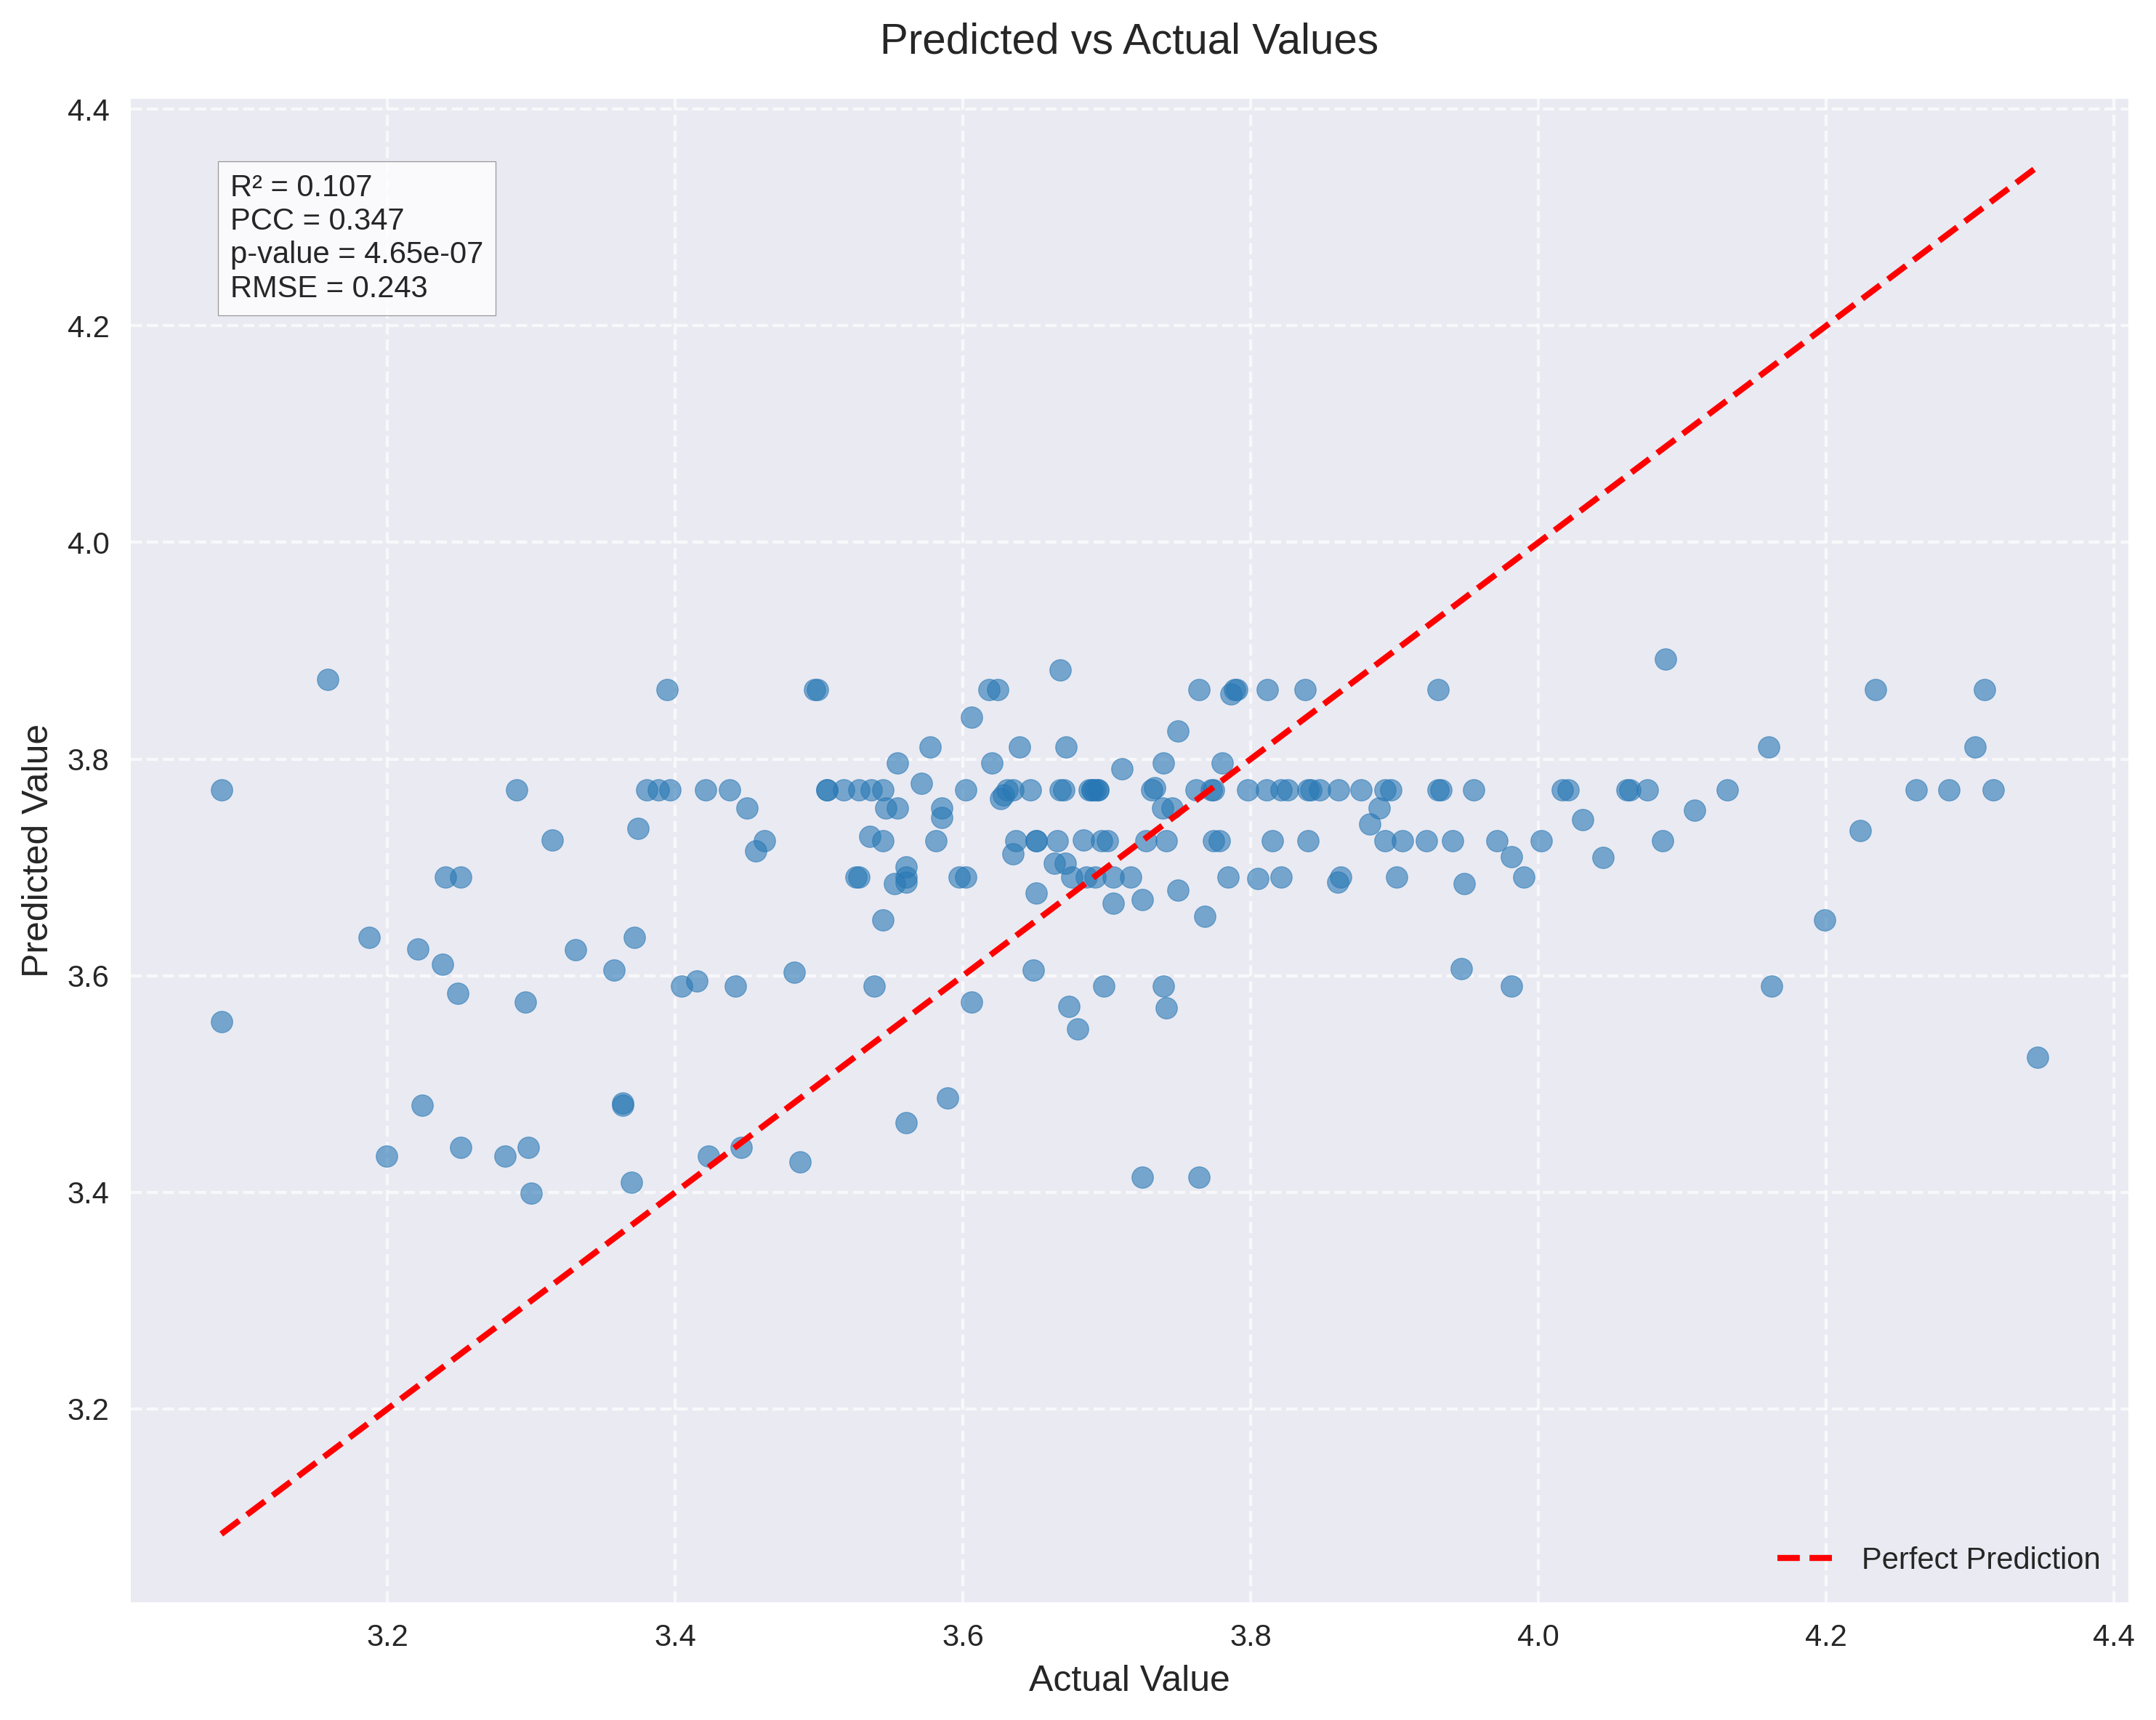 Predicted vs Actual Values
4.4
4.2
4.0
3.8
3.6
3.4
3.2
Predicted Value
R² = 0.107
PCC = 0.347
p-value = 4.65e-07
RMSE = 0.243
Perfect Prediction
3.2 3.4 3.6 3.8 4.0 4.2 4.4
Actual Value